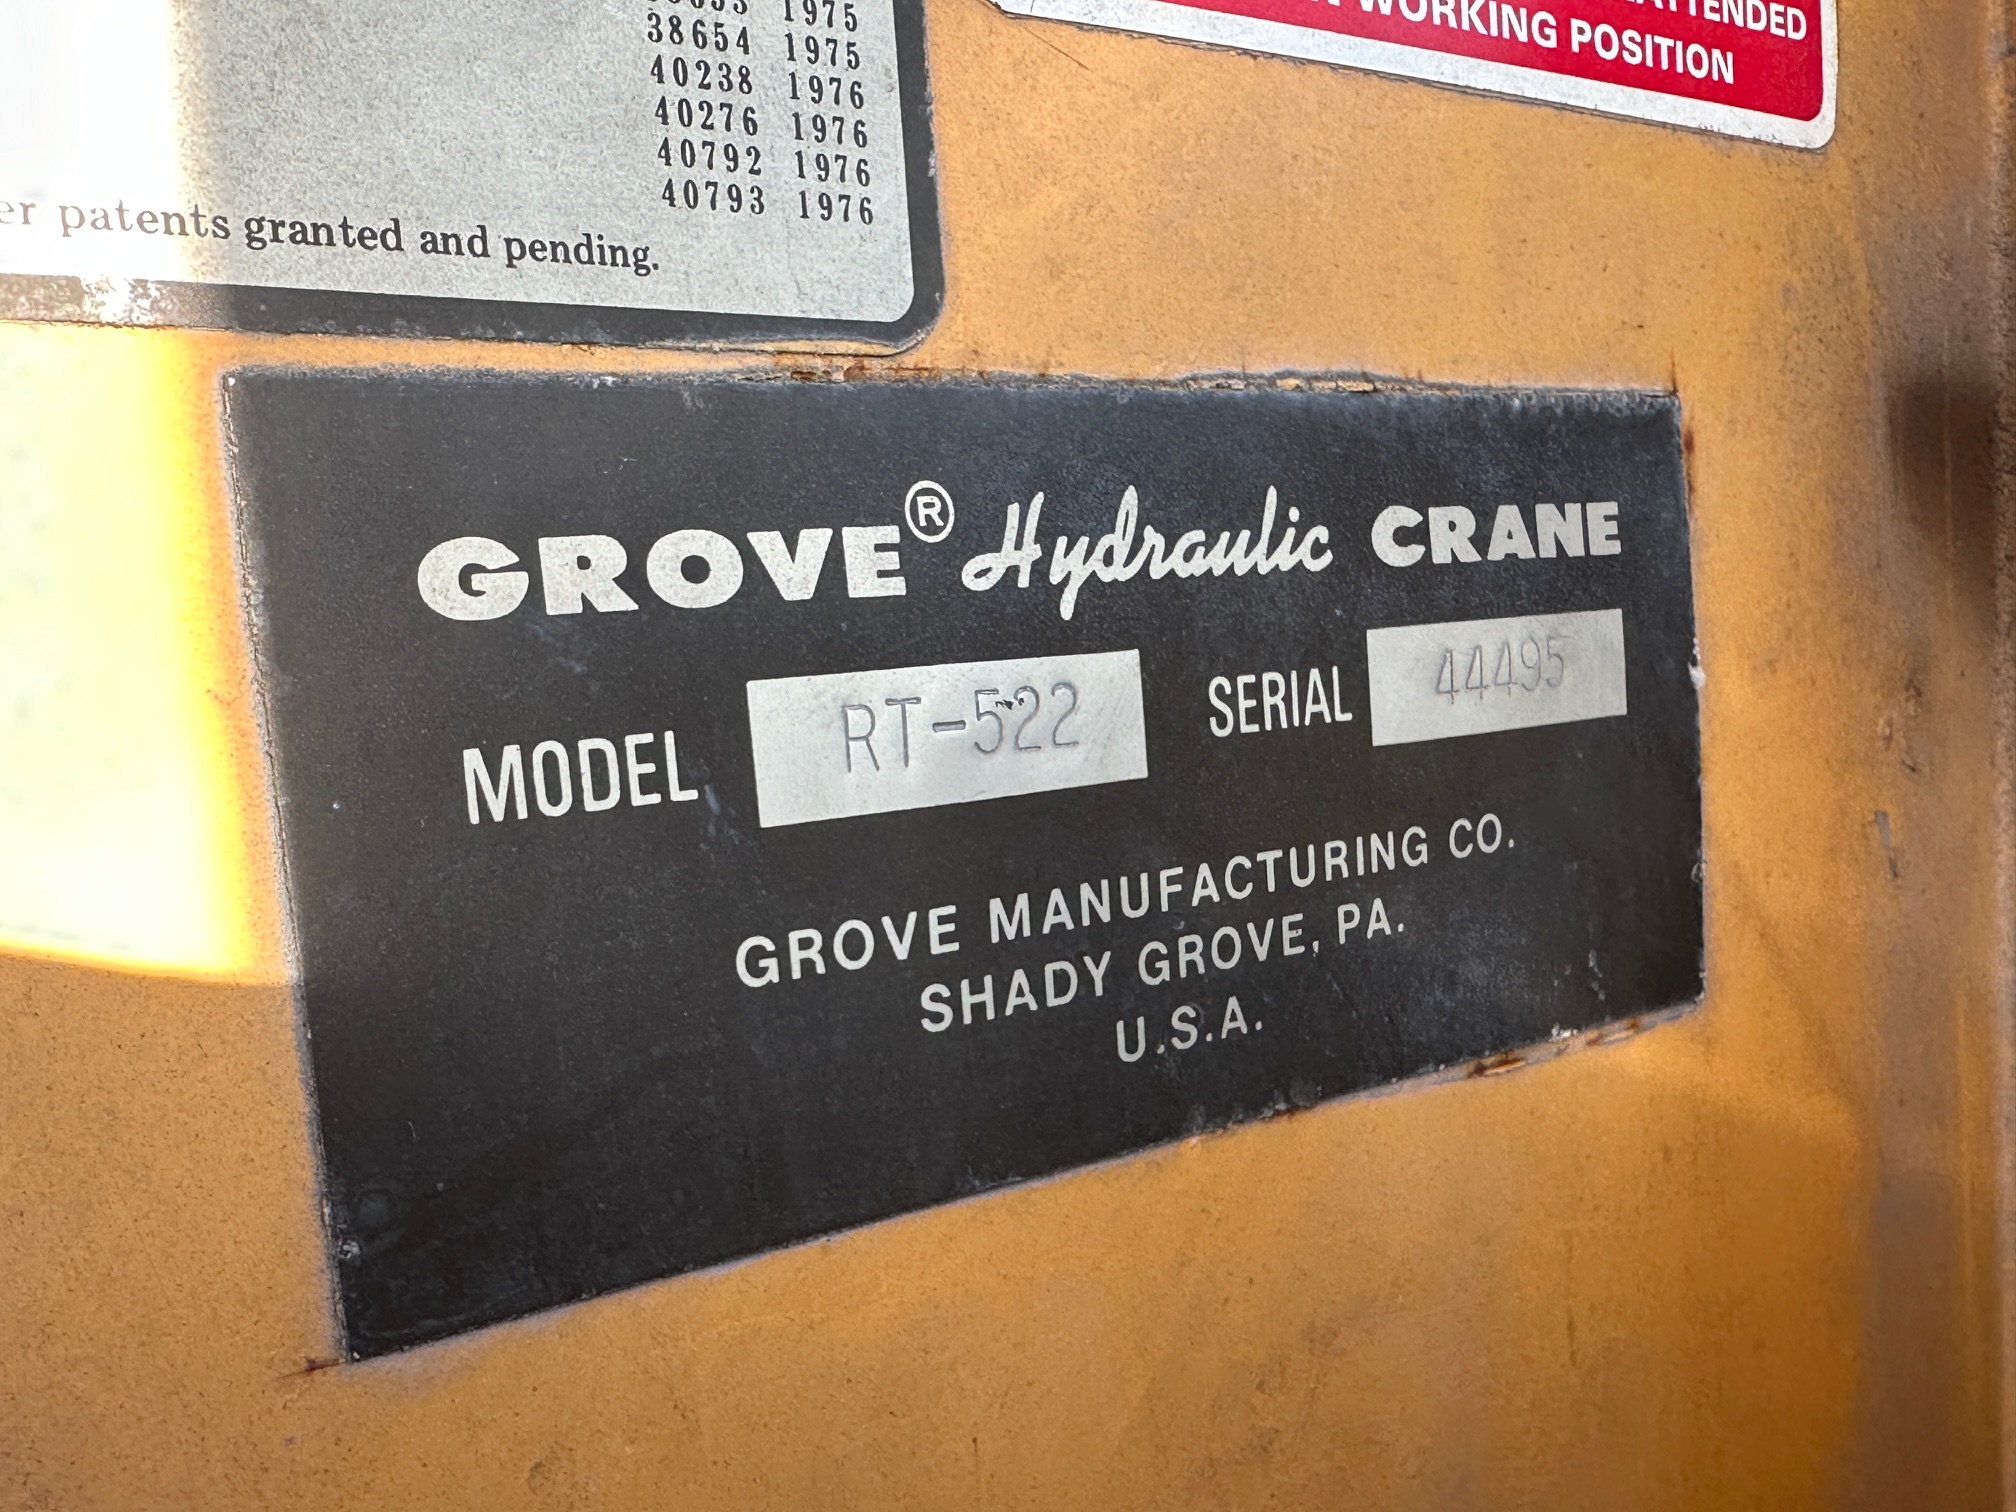 1975
38654 1975
40238 1976
40276 1976
40792 1976
40793 1976
patents granted and pending.
WORKING POSITION
GROVE® Hydraulic CRANE
MODEL RT-522 SERIAL 44495
GROVE MANUFACTURING CO.
SHADY GROVE, PA.
U.S.A.